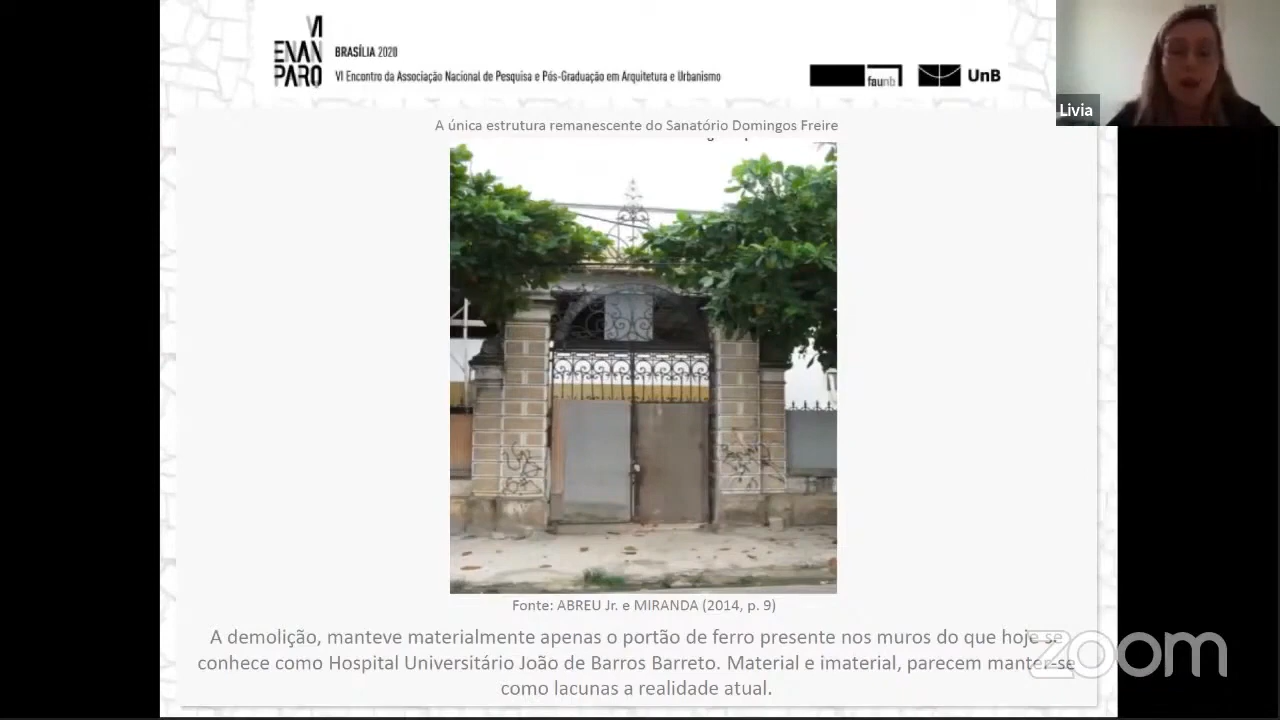 VI
ENAN
PARQ
BRASÍLIA 2020
VI Encontro da Associação Nacional de Pesquisa e Pós-Graduação em Arquitetura e Urbanismo
faunb
UnB
Livia
A única estrutura remanescente do Sanatório Domingos Freire
Fonte: ABREU Jr. e MIRANDA (2014, p. 9)
A demolição, manteve materialmente apenas o portão de ferro presente nos muros do que hoje se
conhece como Hospital Universitário João de Barros Barreto. Material e imaterial, parecem manter-se
como lacunas a realidade atual.
zoom